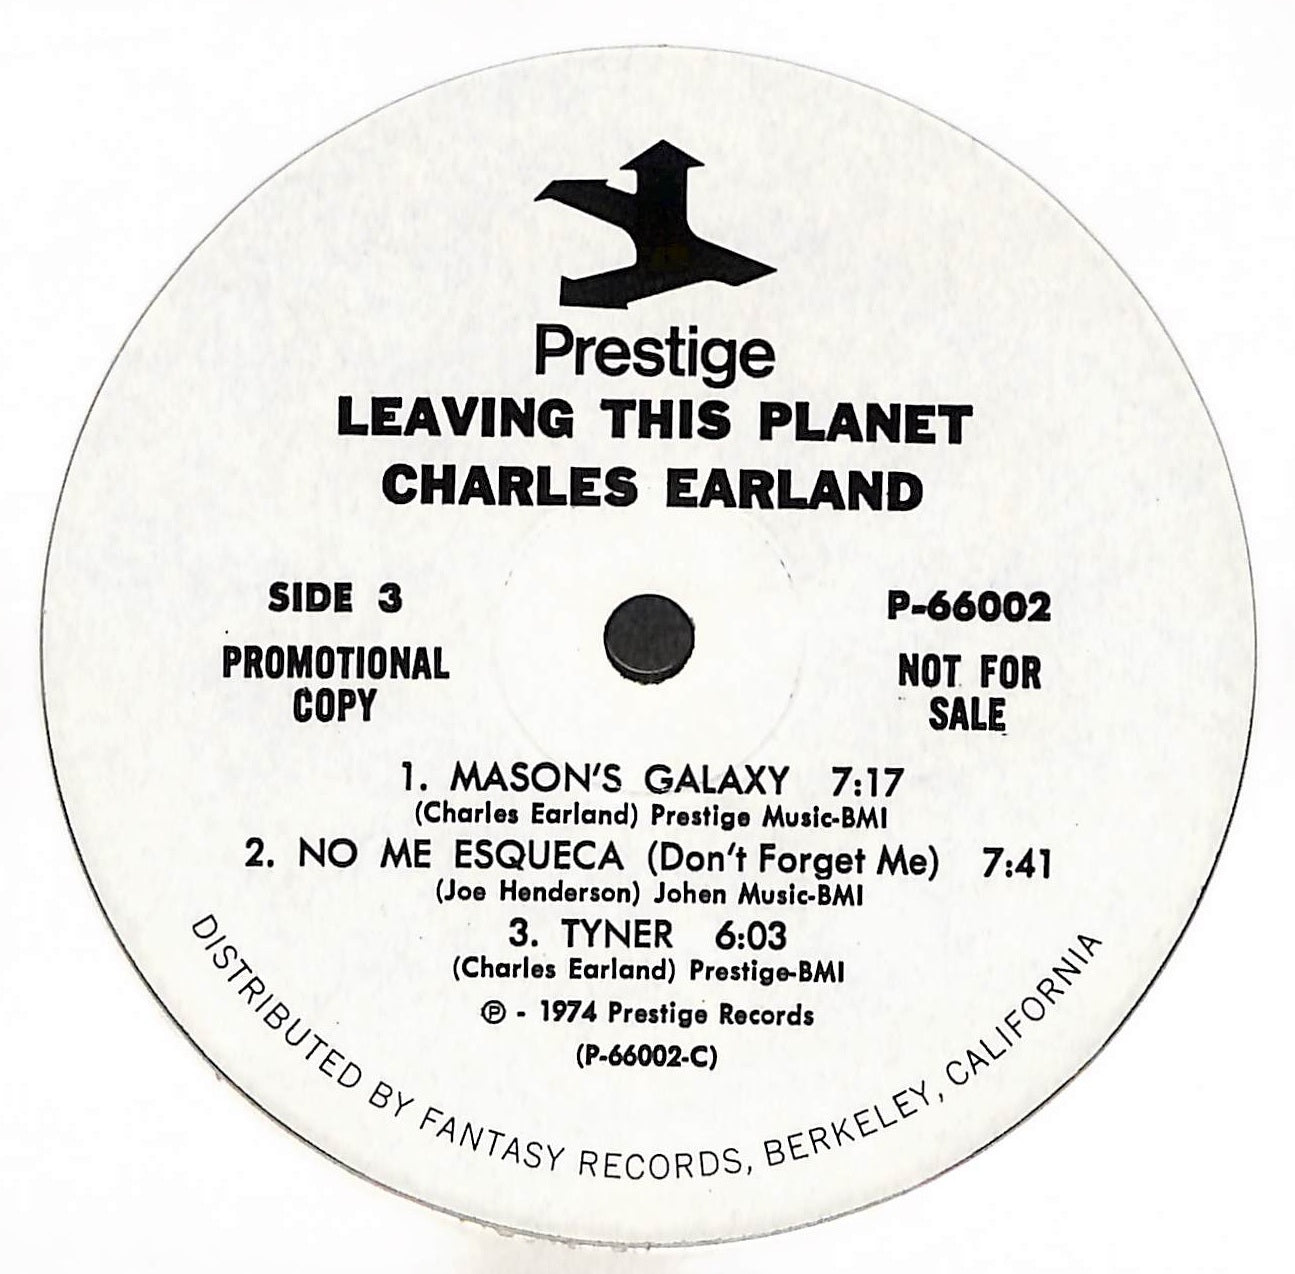 Prestige
LEAVING THIS PLANET
CHARLES EARLAND
SIDE 3
PROMOTIONAL
COPY
P-66002
NOT FOR
SALE
1. MASON'S GALAXY 7:17
(Charles Earland) Prestige Music-BMI
2. NO ME ESQUECA (Don't Forget Me) 7:41
(Joe Henderson) Johen Music-BMI
3. TYNER 6:03
(Charles Earland) Prestige-BMI
℗ - 1974 Prestige Records
(P-66002-C)
DISTRIBUTED BY FANTASY RECORDS, BERKELEY, CALIFORNIA